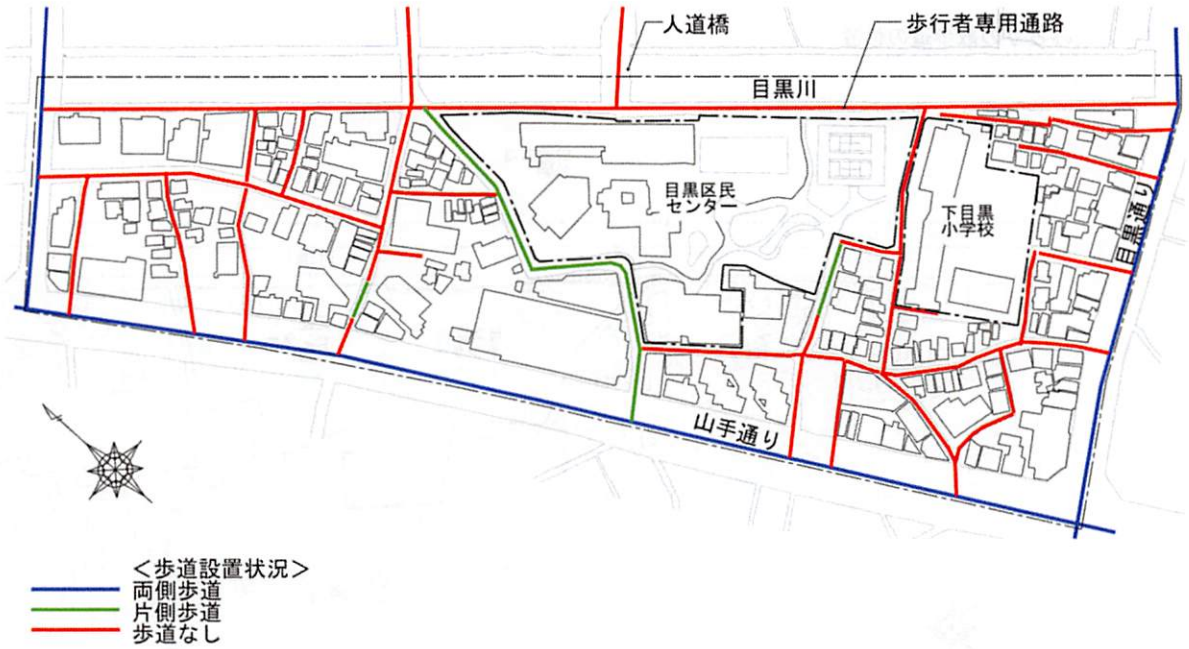 人道橋
歩行者専用通路
目黒川
目黒区民
センター
下目黒
小学校
目黒通り
山手通り
＜歩道設置状況＞
両側歩道
片側歩道
歩道なし